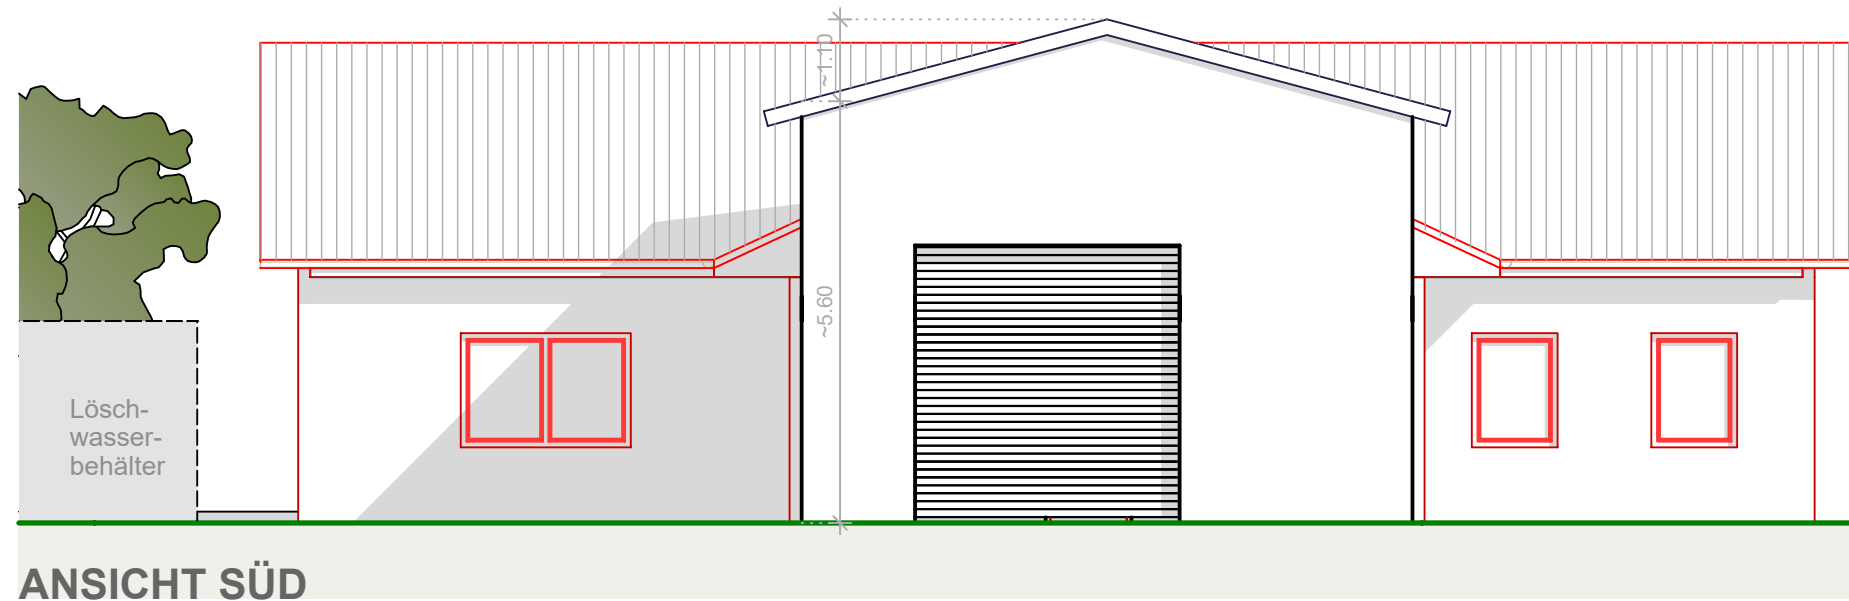 ~1.10
~5.60
Lösch-
wasser-
behälter
ANSICHT SÜD